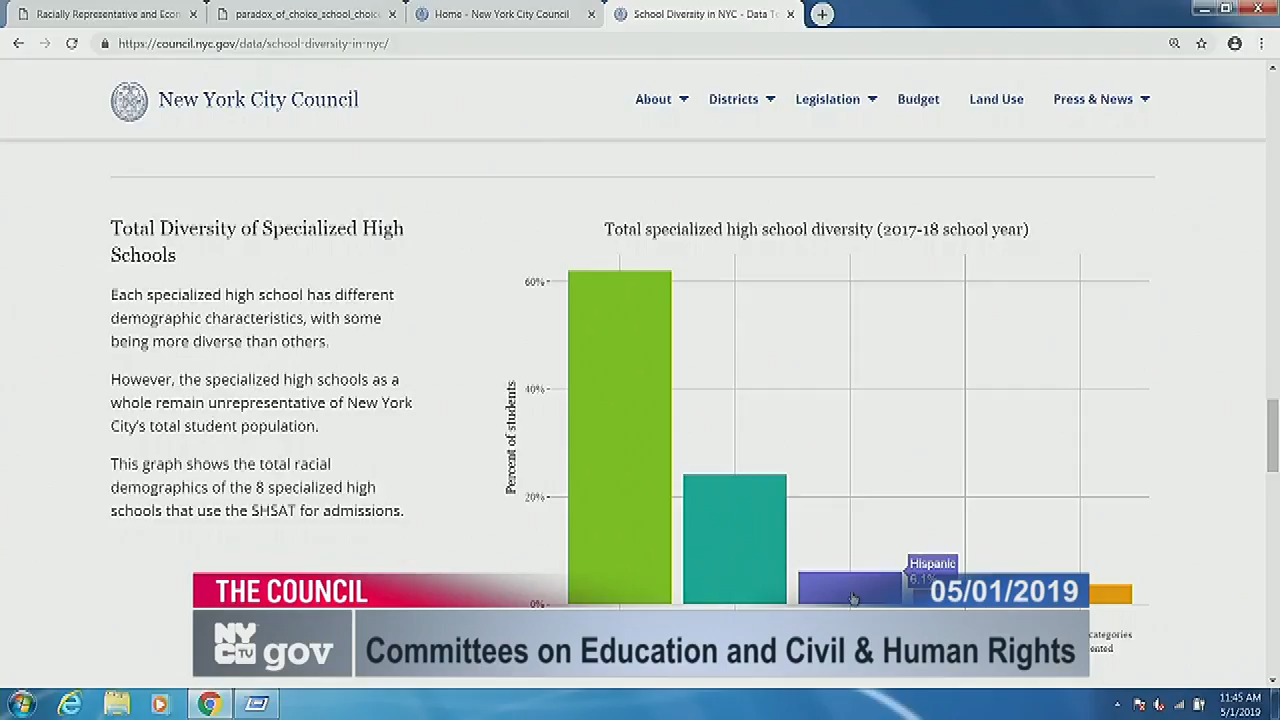 Racially Representative and Econ
paradox_of_choice_school_choice
Home - New York City Council
School Diversity in NYC - Data T
https://council.nyc.gov/data/school-diversity-in-nyc/
New York City Council
About
Districts
Legislation
Budget
Land Use
Press & News
Total Diversity of Specialized High
Schools
Each specialized high school has different
demographic characteristics, with some
being more diverse than others.
However, the specialized high schools as a
whole remain unrepresentative of New York
City's total student population.
This graph shows the total racial
demographics of the 8 specialized high
schools that use the SHSAT for admissions.
Total specialized high school diversity (2017-18 school year)
Percent of students
60%
40%
20%
0%
Hispanic
6.1%
categories
THE COUNCIL
05/01/2019
NYC TV gov
Committees on Education and Civil & Human Rights
11:45 AM
5/1/2019